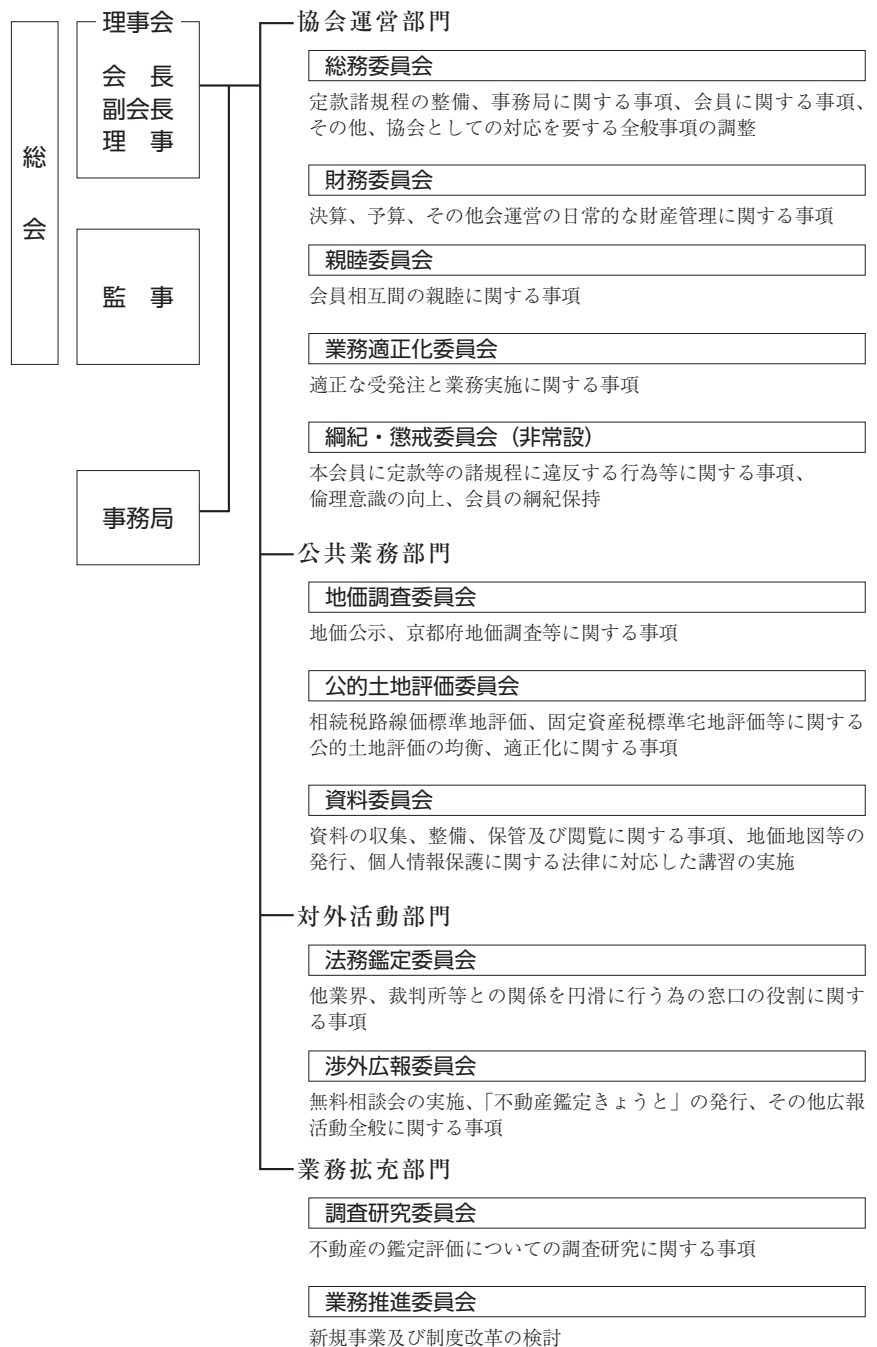 総会
理事会
会　長
副会長
理　事
監　事
事務局
協会運営部門
総務委員会
定款諸規程の整備、事務局に関する事項、会員に関する事項、
その他、協会としての対応を要する全般事項の調整
財務委員会
決算、予算、その他会運営の日常的な財産管理に関する事項
親睦委員会
会員相互間の親睦に関する事項
業務適正化委員会
適正な受発注と業務実施に関する事項
綱紀・懲戒委員会（非常設）
本会員に定款等の諸規程に違反する行為等に関する事項、
倫理意識の向上、会員の綱紀保持
公共業務部門
地価調査委員会
地価公示、京都府地価調査等に関する事項
公的土地評価委員会
相続税路線価標準地評価、固定資産税標準宅地評価等に関する
公的土地評価の均衡、適正化に関する事項
資料委員会
資料の収集、整備、保管及び閲覧に関する事項、地価地図等の
発行、個人情報保護に関する法律に対応した講習の実施
対外活動部門
法務鑑定委員会
他業界、裁判所等との関係を円滑に行う為の窓口の役割に関す
る事項
渉外広報委員会
無料相談会の実施、「不動産鑑定きょうと」の発行、その他広報
活動全般に関する事項
業務拡充部門
調査研究委員会
不動産の鑑定評価についての調査研究に関する事項
業務推進委員会
新規事業及び制度改革の検討